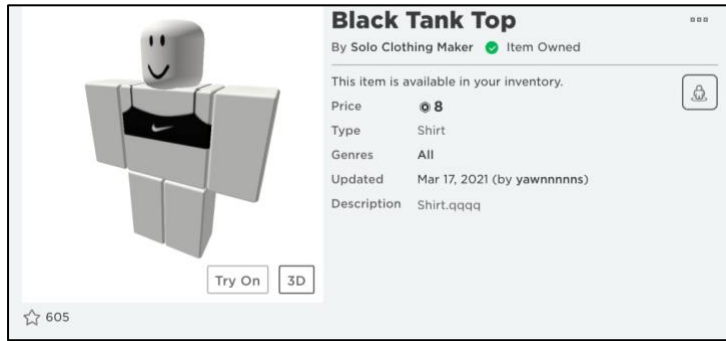 Black Tank Top
By Solo Clothing Maker Item Owned
This item is available in your inventory.
Price 8
Type Shirt
Genres All
Updated Mar 17, 2021 (by yawnnnnns)
Description Shirt.qqqq
Try On 3D
605